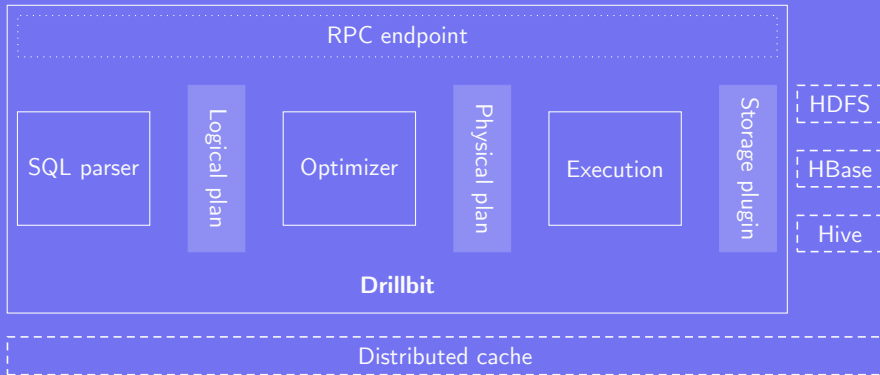 RPC endpoint
SQL parser
Logical plan
Optimizer
Physical plan
Execution
Storage plugin
HDFS
HBase
Hive
Drillbit
Distributed cache